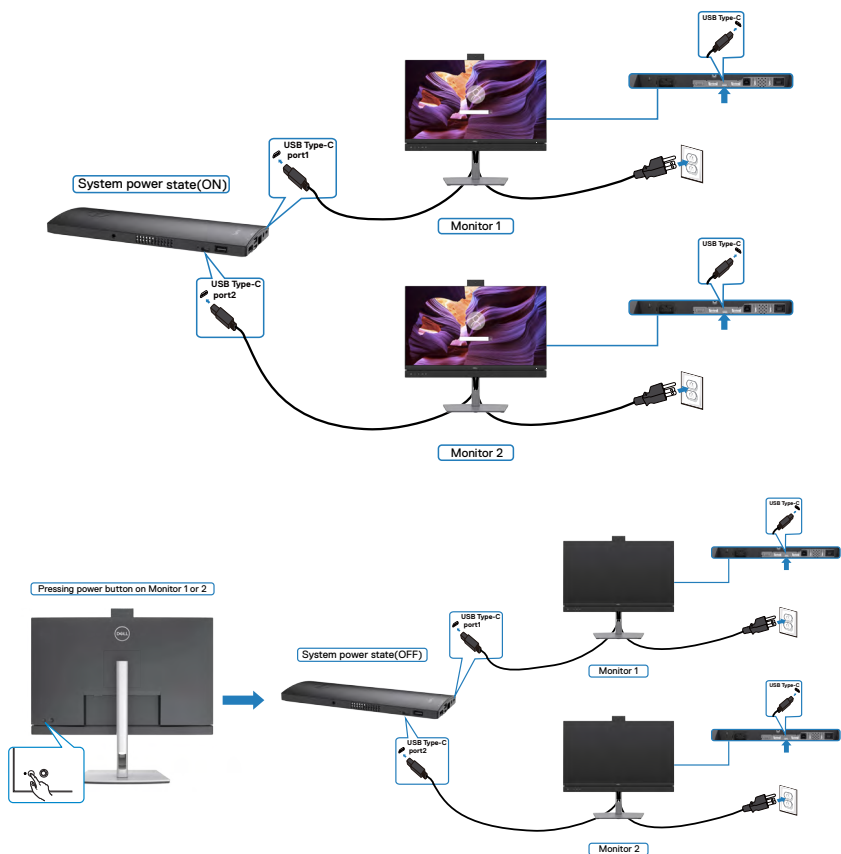 USB Type-C
USB Type-C
port1
System power state(ON)
Monitor 1
USB Type-C
USB Type-C
port2
Monitor 2
USB Type-C
Pressing power button on Monitor 1 or 2
DELL
USB Type-C
port1
System power state(OFF)
Monitor 1
USB Type-C
USB Type-C
port2
Monitor 2